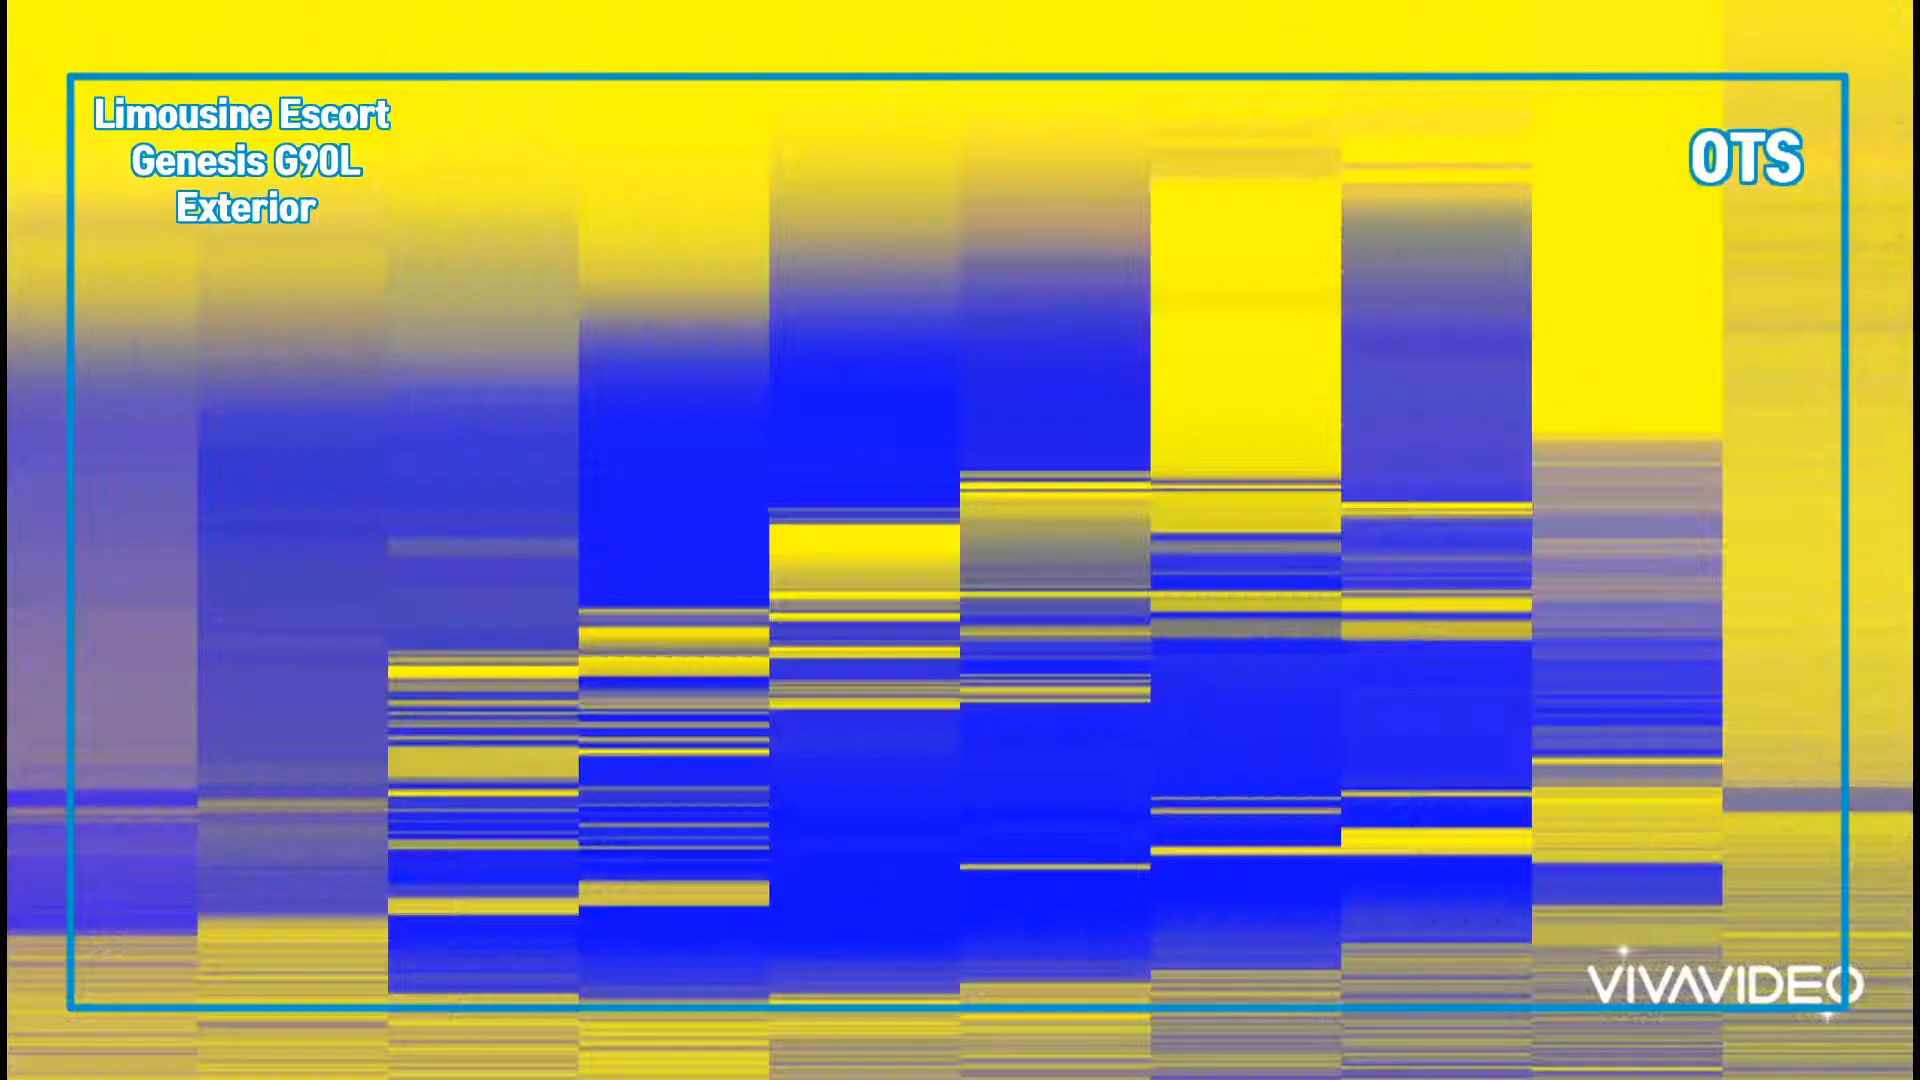 Limousine Escort
Genesis G90L
Exterior
OTS
VIVAVIDEO